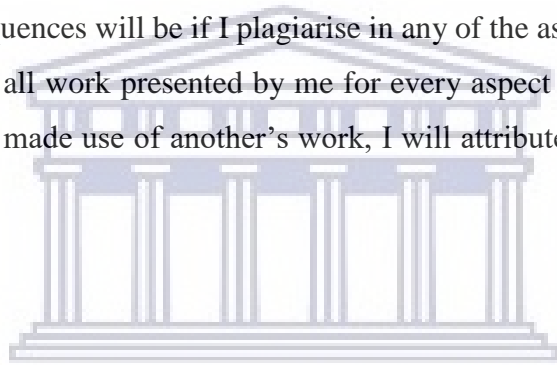 uences will be if I plagiarise in any of the as
all work presented by me for every aspect
made use of another’s work, I will attribute